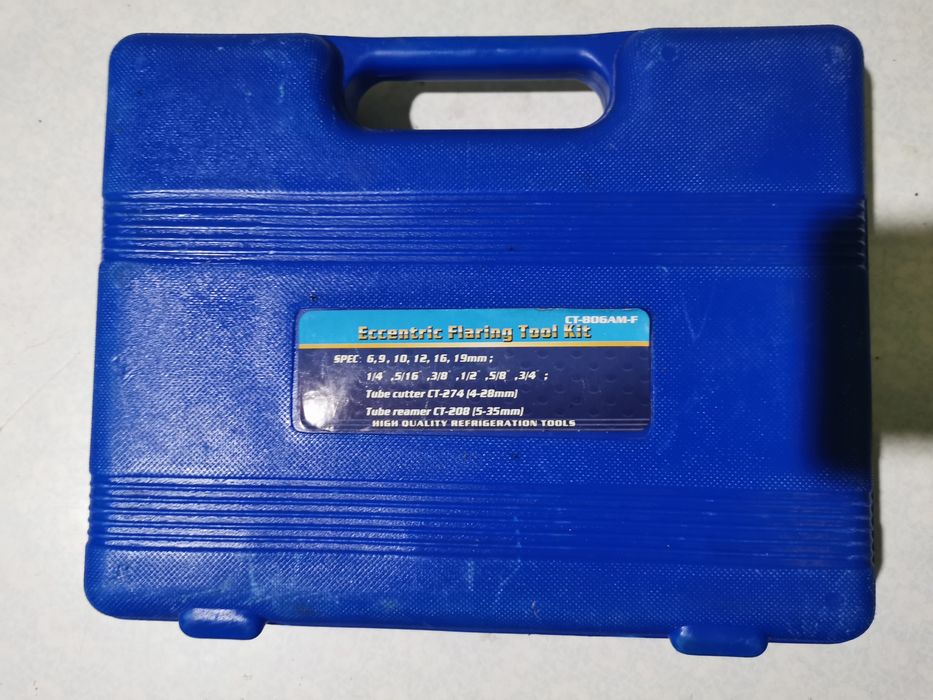 CT-806AM-F
Eccentric Flaring Tool Kit
SPEC: 6,9, 10, 12, 16, 19mm ;
1/4" ,5/16" ,3/8" ,1/2" ,5/8" ,3/4" ;
Tube cutter CT-274 (4-28mm)
Tube reamer CT-208 (5-35mm)
HIGH QUALITY REFRIGERATION TOOLS